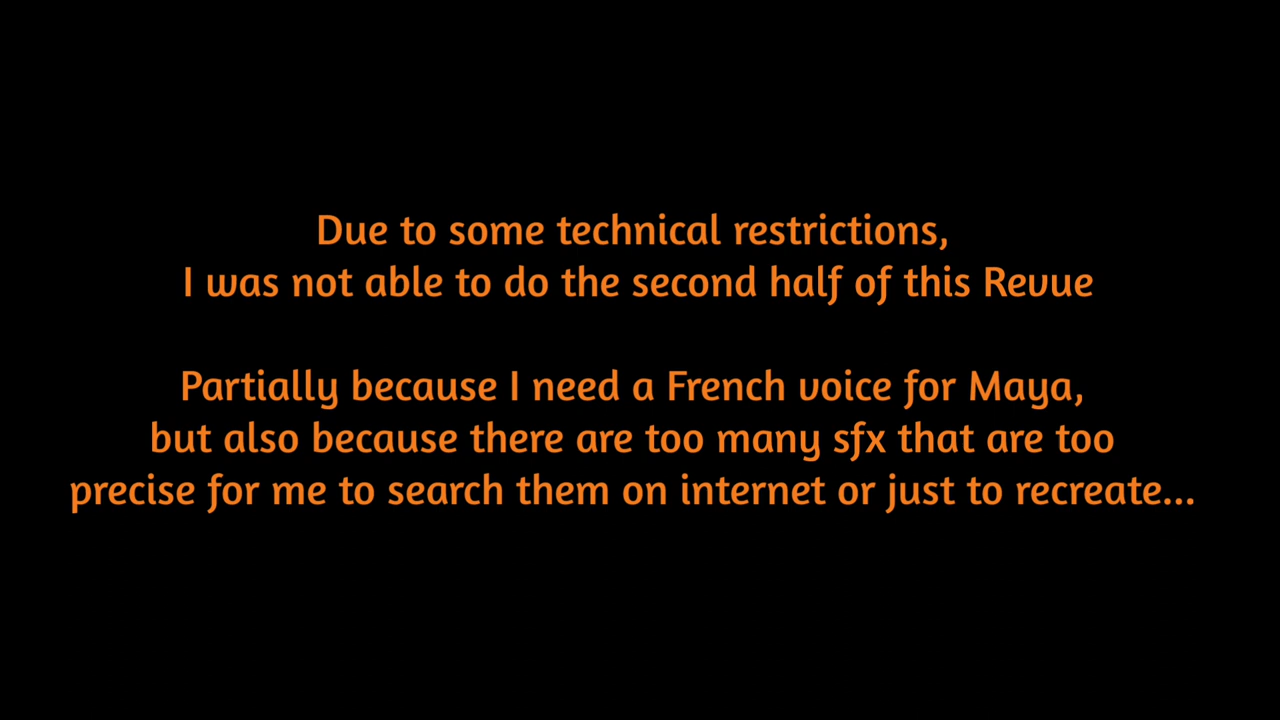 Due to some technical restrictions,
I was not able to do the second half of this Revue
Partially because I need a French voice for Maya,
but also because there are too many sfx that are too
precise for me to search them on internet or just to recreate...